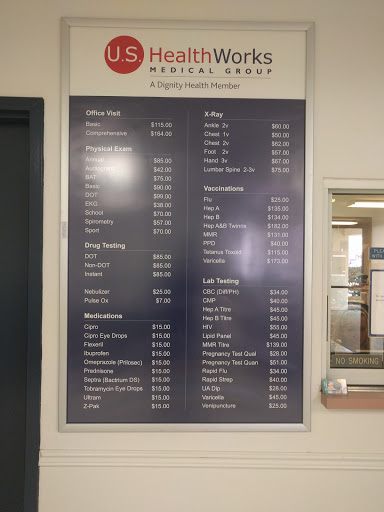 U.S. HealthWorks
MEDICAL GROUP
A Dignity Health Member
Office Visit
Basic $115.00
Comprehensive $164.00
Physical Exam
Annual $85.00
Audiogram $42.00
BAT $75.00
Basic $90.00
DOT $99.00
EKG $38.00
School $70.00
Spirometry $57.00
Sport $70.00
Drug Testing
DOT $85.00
Non-DOT $85.00
Instant $85.00
Nebulizer $25.00
Pulse Ox $7.00
Medications
Cipro $15.00
Cipro Eye Drops $15.00
Flexeril $15.00
Ibuprofen $15.00
Omeprazole (Prilosec) $15.00
Prednisone $15.00
Septra (Bactrium DS) $15.00
Tobramycin Eye Drops $15.00
Ultram $15.00
Z-Pak $15.00
X-Ray
Ankle 2v $60.00
Chest 1v $50.00
Chest 2v $62.00
Foot 2v $57.00
Hand 3v $67.00
Lumbar Spine 2-3v $75.00
Vaccinations
Flu $25.00
Hep A $135.00
Hep B $134.00
Hep A&B Twinrix $182.00
MMR $131.00
PPD $40.00
Tetanus Toxoid $115.00
Varicella $173.00
Lab Testing
CBC (Diff/PH) $34.00
CMP $40.00
Hep A Titre $45.00
Hep B Titre $45.00
HIV $55.00
Lipid Panel $45.00
MMR Titre $139.00
Pregnancy Test Qual $28.00
Pregnancy Test Quan $51.00
Rapid Flu $34.00
Rapid Strep $40.00
UA Dip $28.00
Varicella $45.00
Venipuncture $25.00
NO SMOKING